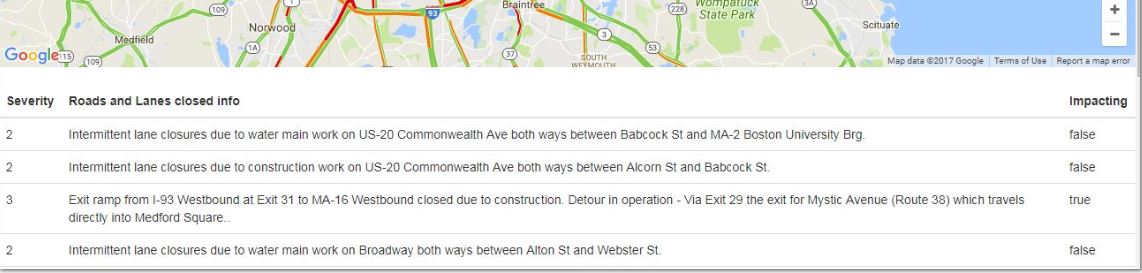 Braintree
Wompatuck
State Park
93
1
109
Norwood
228
Scituate
3
Medfield
1A
53
37
SOUTH
WEYMOUTH
Google
115
109
+
−
Map data ©2017 Google
Terms of Use
Report a map error
Severity Roads and Lanes closed info Impacting
2 Intermittent lane closures due to water main work on US-20 Commonwealth Ave both ways between Babcock St and MA-2 Boston University Brg. false
2 Intermittent lane closures due to construction work on US-20 Commonwealth Ave both ways between Alcorn St and Babcock St. false
3 Exit ramp from I-93 Westbound at Exit 31 to MA-16 Westbound closed due to construction. Detour in operation - Via Exit 29 the exit for Mystic Avenue (Route 38) which travels true
directly into Medford Square..
2 Intermittent lane closures due to water main work on Broadway both ways between Alton St and Webster St. false